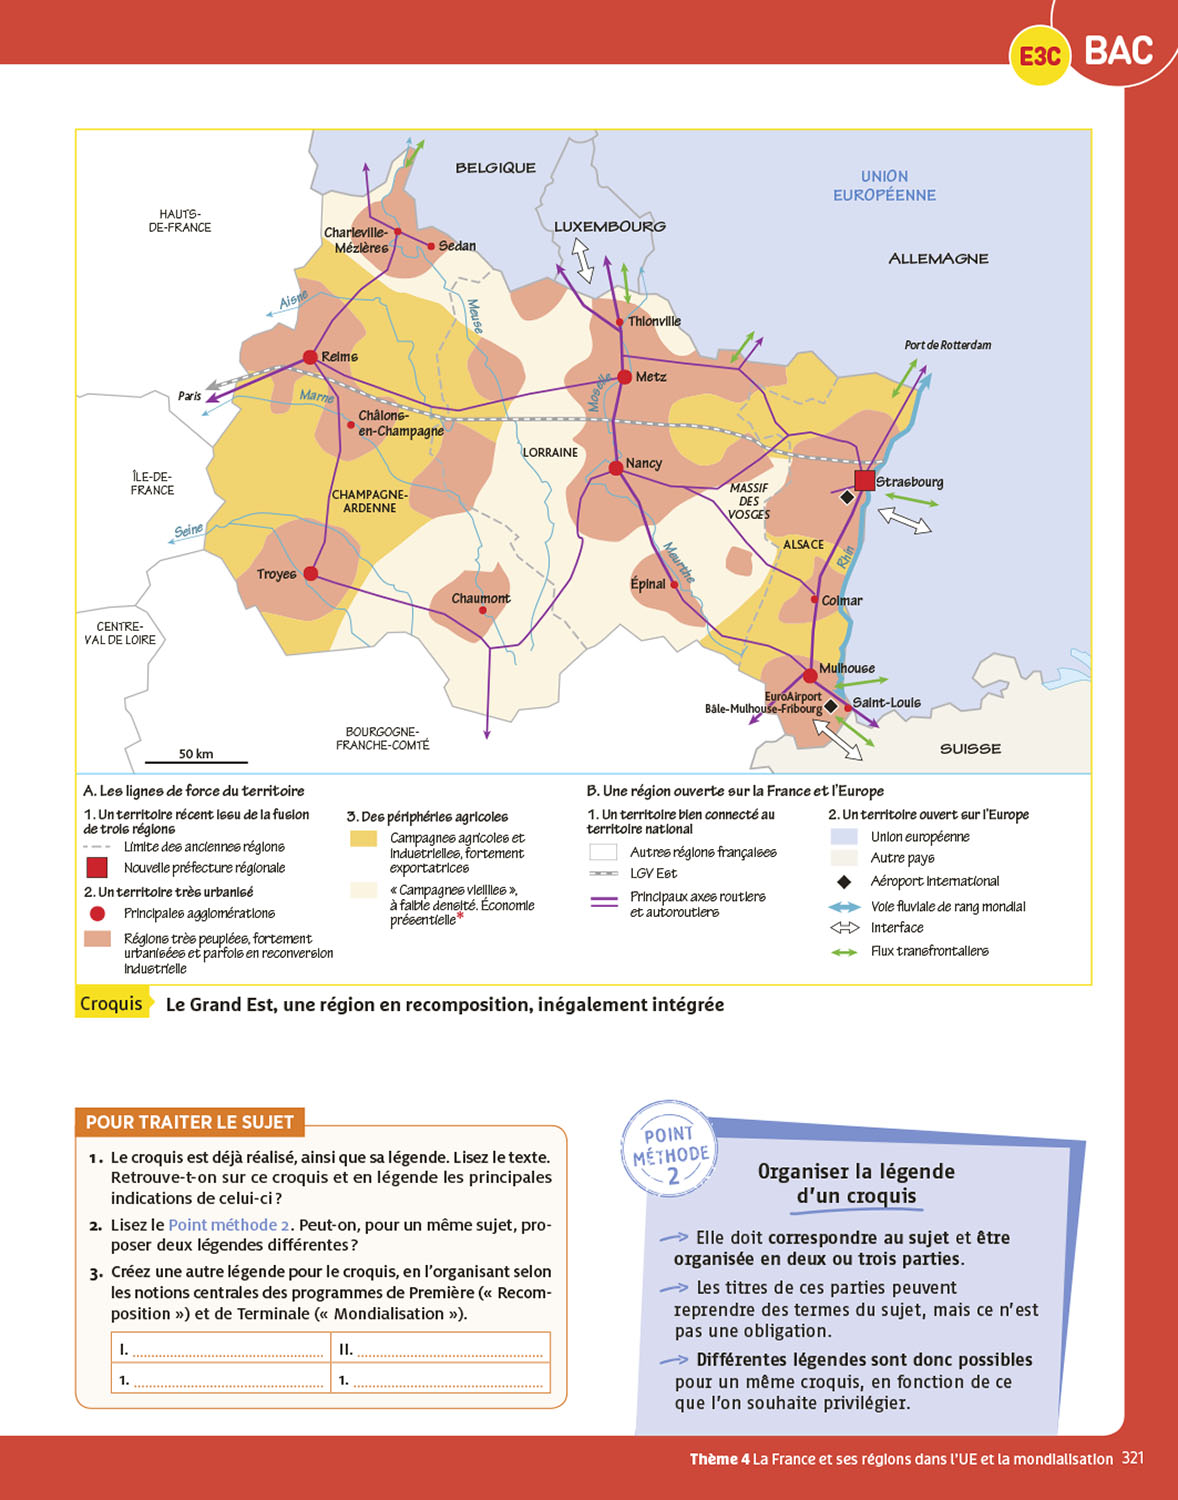 E3C
BAC
BELGIQUE
UNION
EUROPÉENNE
HAUTS-
DE-FRANCE
LUXEMBOURG
Charleville-
Mézières
Sedan
ALLEMAGNE
Aisne
Meuse
Thionville
Port de Rotterdam
Reims
Metz
Paris
Marne
Moselle
Châlons-
en-Champagne
LORRAINE
Nancy
ÎLE-DE-
FRANCE
CHAMPAGNE-
ARDENNE
MASSIF
DES
VOSGES
Strasbourg
Seine
ALSACE
Rhin
Meurthe
Troyes
Épinal
Chaumont
Colmar
CENTRE-
VAL DE LOIRE
Mulhouse
EuroAirport
Bâle-Mulhouse-Fribourg
Saint-Louis
BOURGOGNE-
FRANCHE-COMTÉ
SUISSE
50 km
A. Les lignes de force du territoire
1. Un territoire récent issu de la fusion
de trois régions
Limite des anciennes régions
Nouvelle préfecture régionale
2. Un territoire très urbanisé
Principales agglomérations
Régions très peuplées, fortement
urbanisées et parfois en reconversion
industrielle
3. Des périphéries agricoles
Campagnes agricoles et
industrielles, fortement
exportatrices
« Campagnes vieillies »,
à faible densité. Économie
présentielle*
B. Une région ouverte sur la France et l'Europe
1. Un territoire bien connecté au
territoire national
Autres régions françaises
LGV Est
Principaux axes routiers
et autoroutiers
2. Un territoire ouvert sur l'Europe
Union européenne
Autre pays
Aéroport international
Voie fluviale de rang mondial
Interface
Flux transfrontaliers
Croquis Le Grand Est, une région en recomposition, inégalement intégrée
POUR TRAITER LE SUJET
1. Le croquis est déjà réalisé, ainsi que sa légende. Lisez le texte.
Retrouve-t-on sur ce croquis et en légende les principales
indications de celui-ci ?
2. Lisez le Point méthode 2. Peut-on, pour un même sujet, pro-
poser deux légendes différentes ?
3. Créez une autre légende pour le croquis, en l'organisant selon
les notions centrales des programmes de Première (« Recom-
position ») et de Terminale (« Mondialisation »).
I. II.
1. 1.
POINT
MÉTHODE
2
Organiser la légende
d'un croquis
Elle doit correspondre au sujet et être
organisée en deux ou trois parties.
Les titres de ces parties peuvent
reprendre des termes du sujet, mais ce n'est
pas une obligation.
Différentes légendes sont donc possibles
pour un même croquis, en fonction de ce
que l'on souhaite privilégier.
Thème 4 La France et ses régions dans l'UE et la mondialisation 321